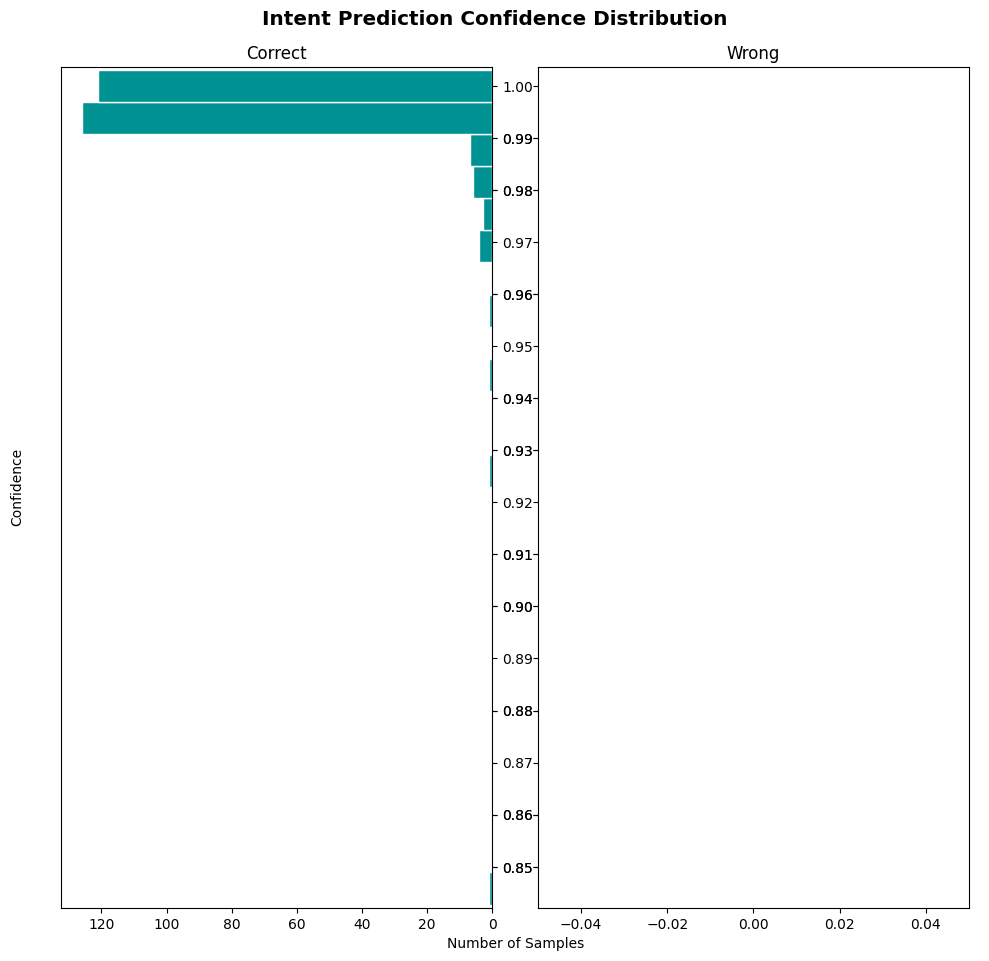 Intent Prediction Confidence Distribution
Correct
Wrong
1.00
0.99
0.98
0.97
0.96
0.95
0.94
0.93
0.92
0.91
0.90
0.89
0.88
0.87
0.86
0.85
Confidence
120 100 80 60 40 20 0
−0.04 −0.02 0.00 0.02 0.04
Number of Samples